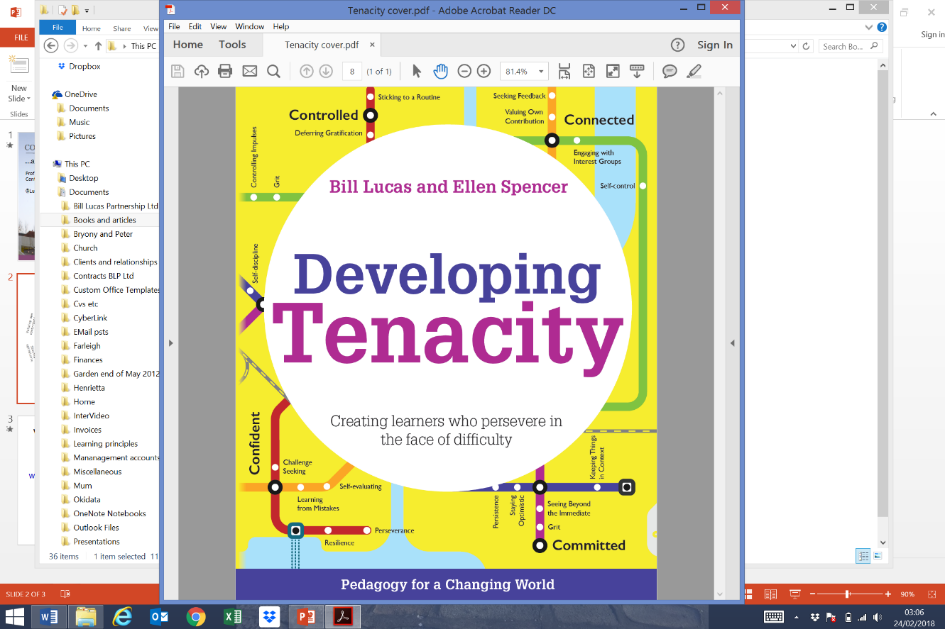 Tenacity cover.pdf - Adobe Acrobat Reader DC
File Edit View Window Help
Home Tools
Tenacity cover.pdf ×
Sign In
8 (1 of 1)
81.4%
Controlled
Sticking to a Routine
Deferring Gratification
Controlling Impulses
Grit
Seeking Feedback
Valuing Own
Contribution
Connected
Engaging with
Interest Groups
Self-control
Bill Lucas and Ellen Spencer
Self-discipline
Developing
Tenacity
Creating learners who persevere in
the face of difficulty
Confident
Challenge
Seeking
Self-evaluating
Learning
from Mistakes
Resilience
Perseverance
Keeping Things
in Context
Persistence
Staying
Optimistic
Seeing Beyond
the Immediate
Grit
Committed
Pedagogy for a Changing World
File Home Share View
This PC
Search Bo...
Dropbox
OneDrive
Documents
Music
Pictures
This PC
Desktop
Documents
Bill Lucas Partnership Ltd
Books and articles
Bryony and Peter
Church
Clients and relationships
Contracts BLP Ltd
Custom Office Templates
Cvs etc
CyberLink
EMail psts
Farleigh
Finances
Garden end of May 2012
Henrietta
Home
InterVideo
Invoices
Learning principles
Mananagement accounts
Miscellaneous
Mum
Okidata
OneNote Notebooks
Outlook Files
Presentations
36 items 1 item selected 11
FILE
New
Slide
Slides
1
2
3
Sign in
SLIDE 2 OF 3
90%
03:06
24/02/2018